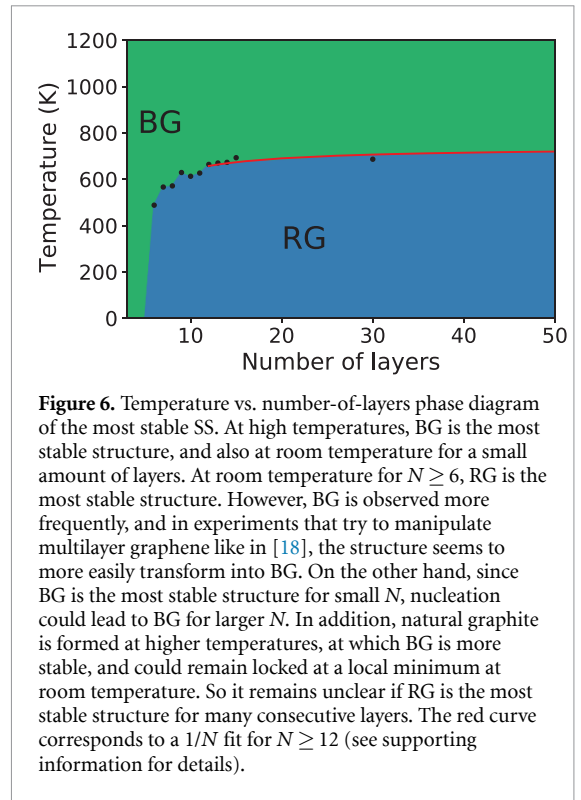 1200
1000
800
600
400
200
0
Temperature (K)
BG
RG
10
20
30
40
50
Number of layers
Figure 6. Temperature vs. number-of-layers phase diagram
of the most stable SS. At high temperatures, BG is the most
stable structure, and also at room temperature for a small
amount of layers. At room temperature for N ≥ 6, RG is the
most stable structure. However, BG is observed more
frequently, and in experiments that try to manipulate
multilayer graphene like in [18], the structure seems to
more easily transform into BG. On the other hand, since
BG is the most stable structure for small N, nucleation
could lead to BG for larger N. In addition, natural graphite
is formed at higher temperatures, at which BG is more
stable, and could remain locked at a local minimum at
room temperature. So it remains unclear if RG is the most
stable structure for many consecutive layers. The red curve
corresponds to a 1/N fit for N ≥ 12 (see supporting
information for details).